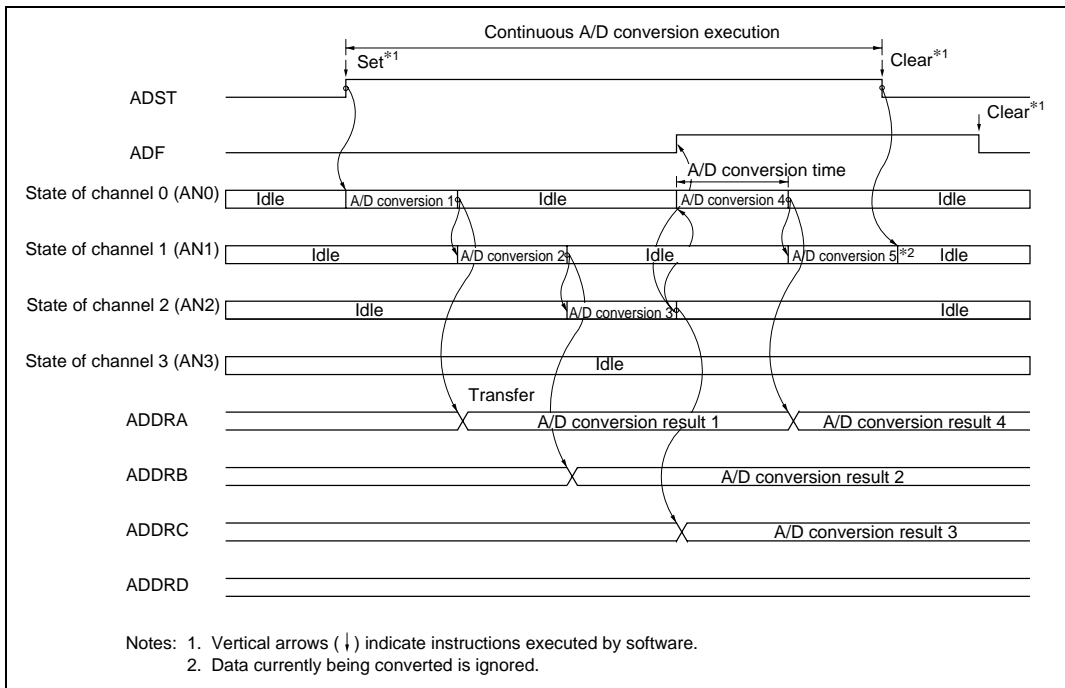 Continuous A/D conversion execution
Set*1
Clear*1
ADST
Clear*1
ADF
A/D conversion time
State of channel 0 (AN0) Idle A/D conversion 1 Idle A/D conversion 4 Idle
State of channel 1 (AN1) Idle A/D conversion 2 Idle A/D conversion 5 *2 Idle
State of channel 2 (AN2) Idle A/D conversion 3 Idle
State of channel 3 (AN3) Idle
Transfer
ADDRA A/D conversion result 1 A/D conversion result 4
ADDRB A/D conversion result 2
ADDRC A/D conversion result 3
ADDRD
Notes: 1. Vertical arrows (↓) indicate instructions executed by software.
2. Data currently being converted is ignored.